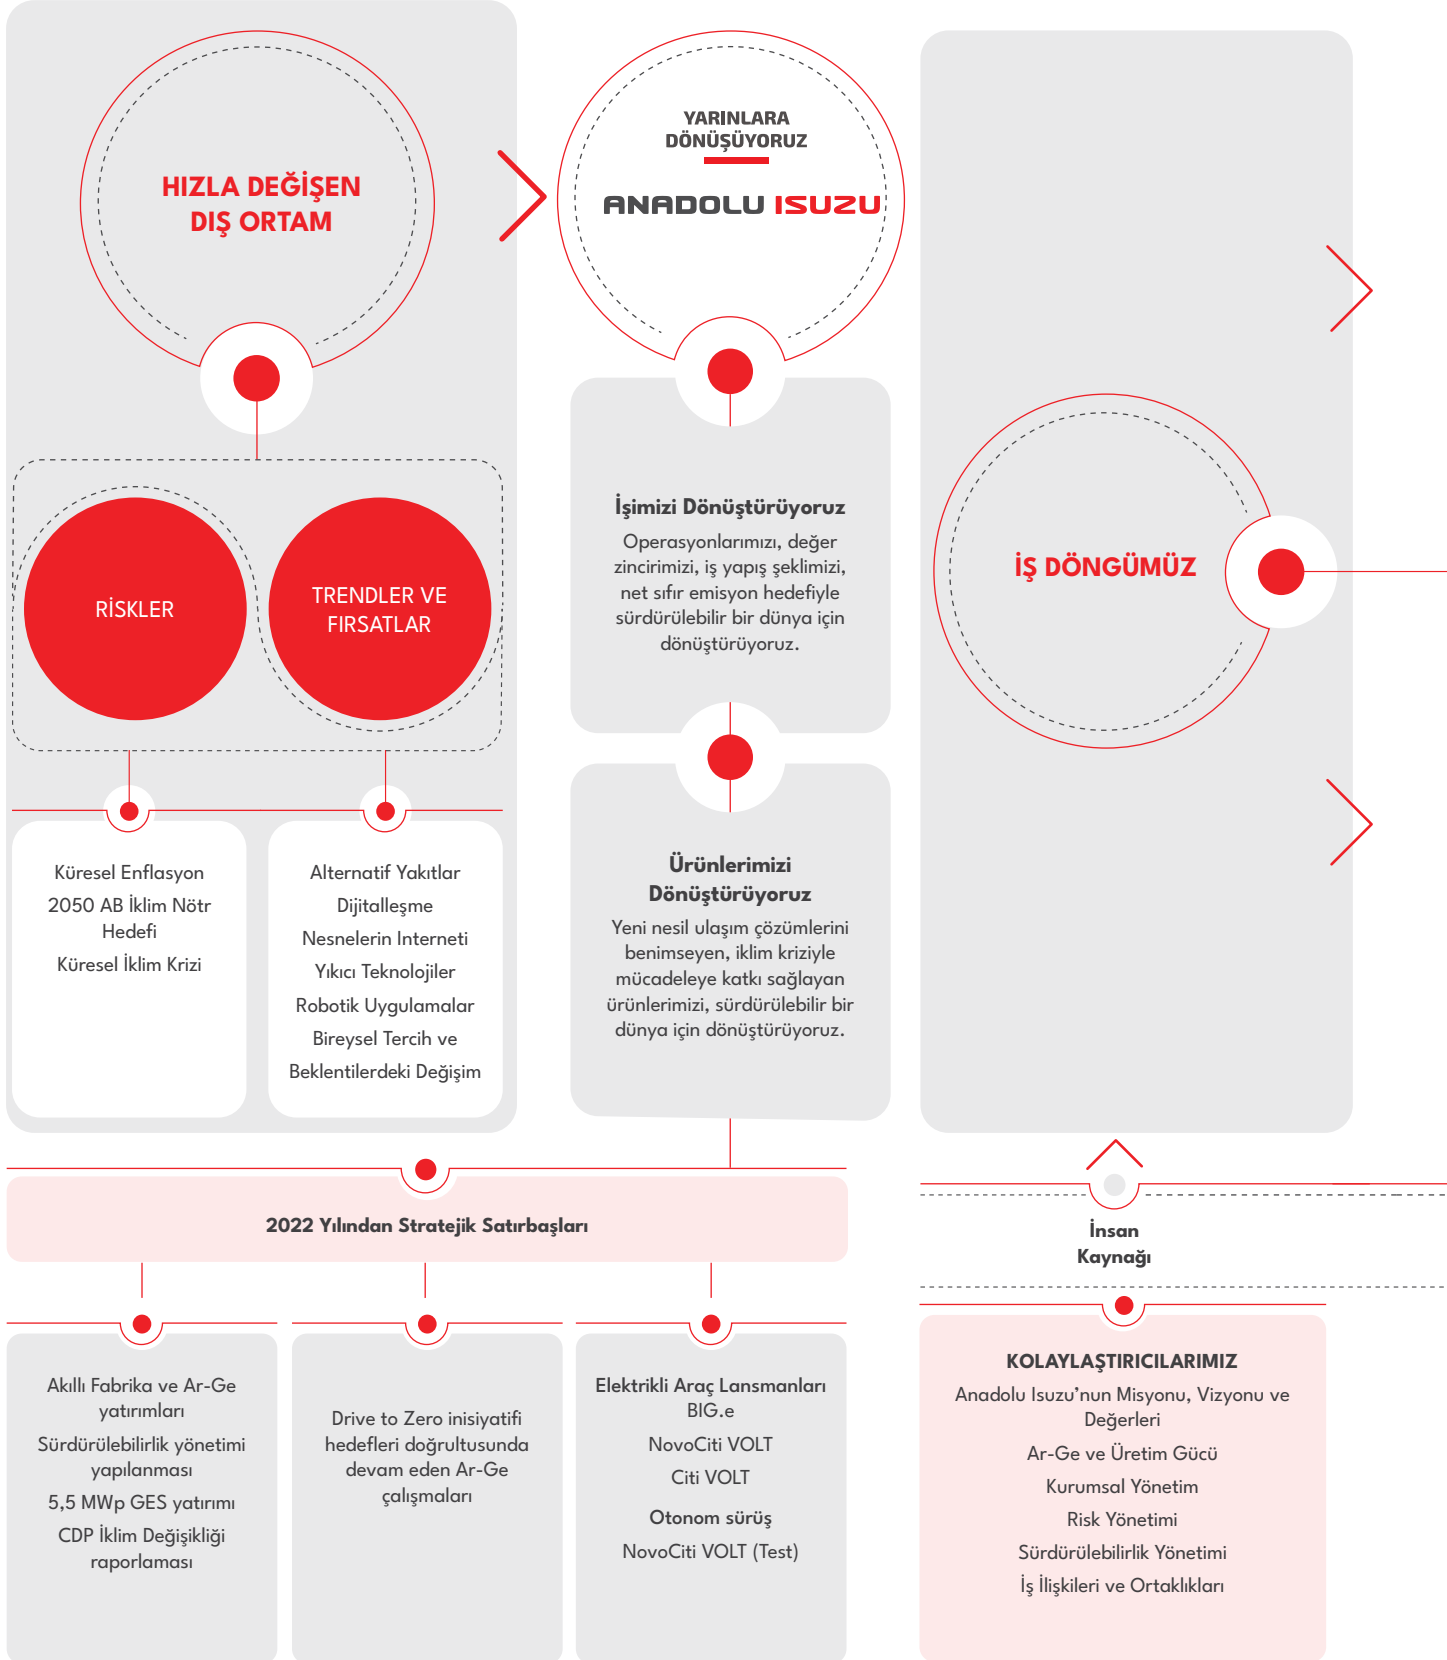 HIZLA DEĞİŞEN
DIŞ ORTAM
RİSKLER
TRENDLER VE
FIRSATLAR
Küresel Enflasyon
2050 AB İklim Nötr
Hedefi
Küresel İklim Krizi
Alternatif Yakıtlar
Dijitalleşme
Nesnelerin Interneti
Yıkıcı Teknolojiler
Robotik Uygulamalar
Bireysel Tercih ve
Beklentilerdeki Değişim
YARINLARA
DÖNÜŞÜYORUZ
ANADOLU ISUZU
İşimizi Dönüştürüyoruz
Operasyonlarımızı, değer
zincirimizi, iş yapış şeklimizi,
net sıfır emisyon hedefiyle
sürdürülebilir bir dünya için
dönüştürüyoruz.
Ürünlerimizi
Dönüştürüyoruz
Yeni nesil ulaşım çözümlerini
benimseyen, iklim kriziyle
mücadeleye katkı sağlayan
ürünlerimizi, sürdürülebilir bir
dünya için dönüştürüyoruz.
İŞ DÖNGÜMÜZ
2022 Yılından Stratejik Satırbaşları
Akıllı Fabrika ve Ar-Ge
yatırımları
Sürdürülebilirlik yönetimi
yapılanması
5,5 MWp GES yatırımı
CDP İklim Değişikliği
raporlaması
Drive to Zero inisiyatifi
hedefleri doğrultusunda
devam eden Ar-Ge
çalışmaları
Elektrikli Araç Lansmanları
BIG.e
NovoCiti VOLT
Citi VOLT
Otonom sürüş
NovoCiti VOLT (Test)
İnsan
Kaynağı
KOLAYLAŞTIRICILARIMIZ
Anadolu Isuzu’nun Misyonu, Vizyonu ve
Değerleri
Ar-Ge ve Üretim Gücü
Kurumsal Yönetim
Risk Yönetimi
Sürdürülebilirlik Yönetimi
İş İlişkileri ve Ortaklıkları